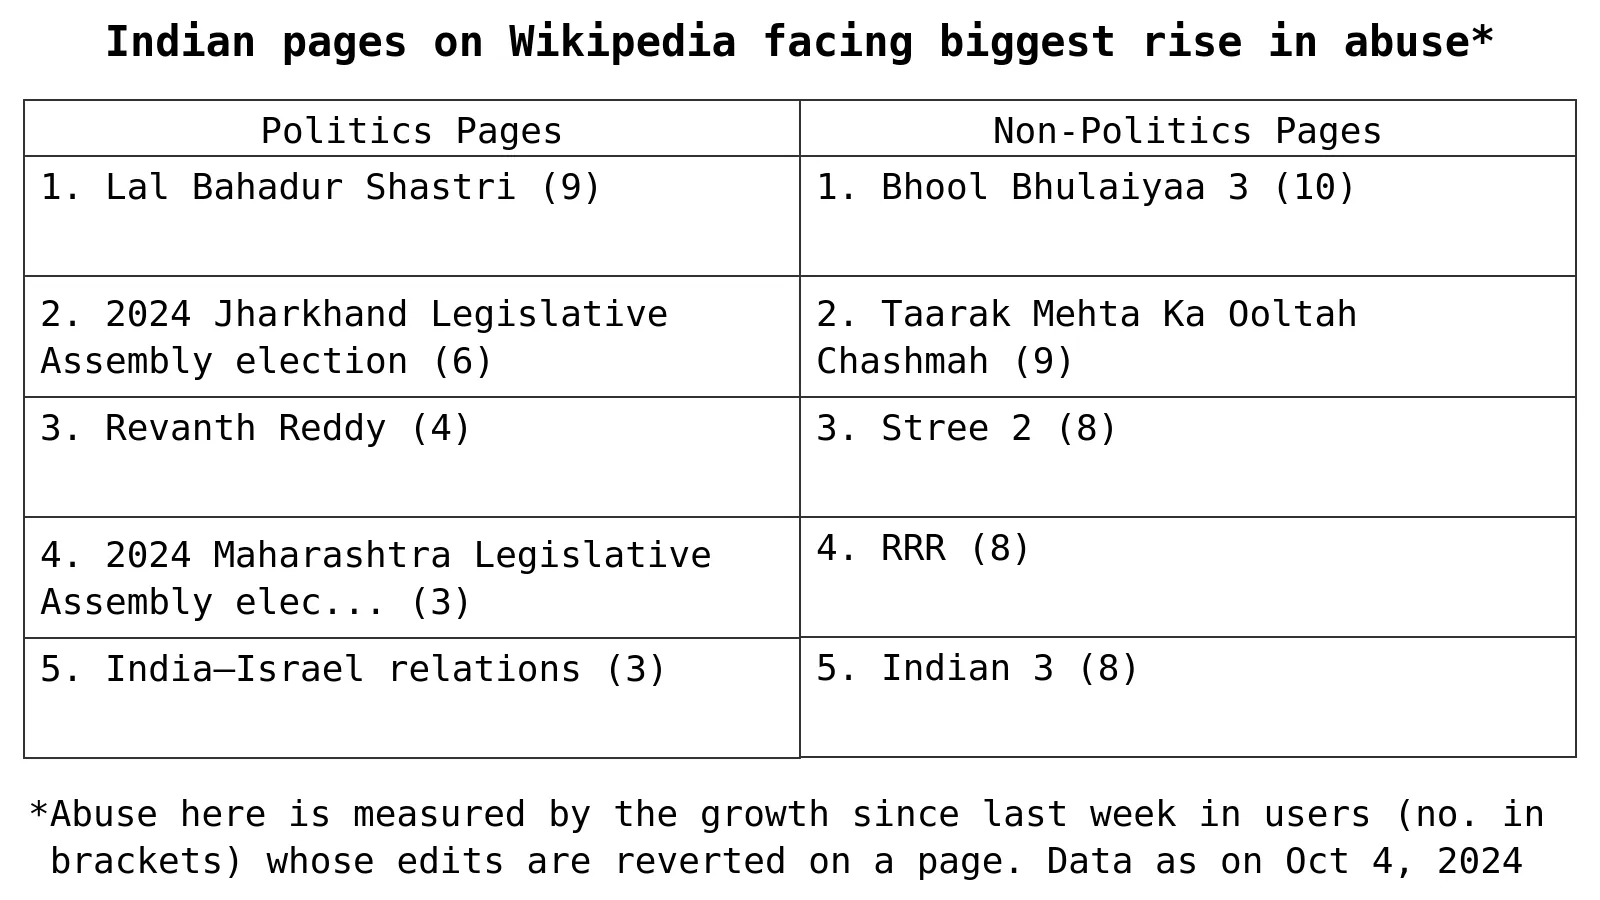 Indian pages on Wikipedia facing biggest rise in abuse*
Politics Pages
Non-Politics Pages
1. Lal Bahadur Shastri (9)
1. Bhool Bhulaiyaa 3 (10)
2. 2024 Jharkhand Legislative
Assembly election (6)
2. Taarak Mehta Ka Ooltah
Chashmah (9)
3. Revanth Reddy (4)
3. Stree 2 (8)
4. 2024 Maharashtra Legislative
Assembly elec... (3)
4. RRR (8)
5. India–Israel relations (3)
5. Indian 3 (8)
*Abuse here is measured by the growth since last week in users (no. in
brackets) whose edits are reverted on a page. Data as on Oct 4, 2024